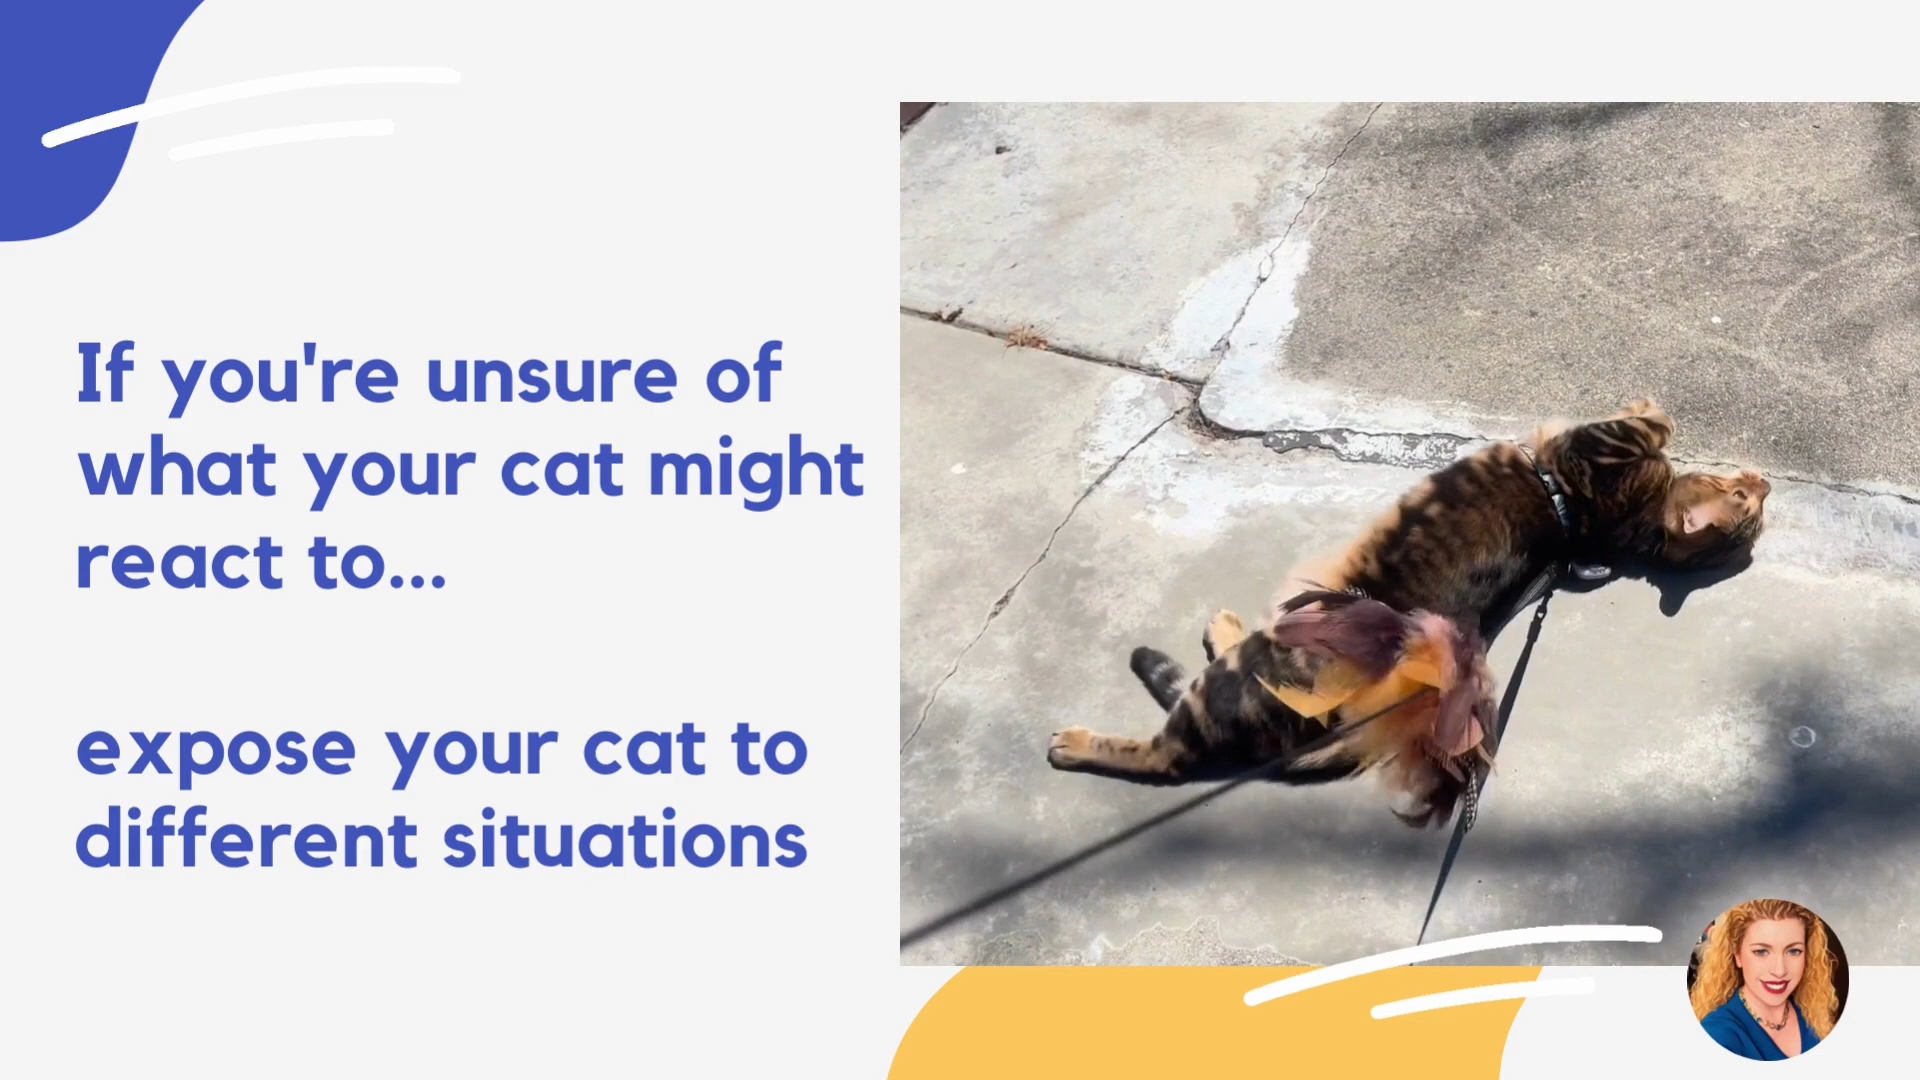 If you're unsure of
what your cat might
react to...
expose your cat to
different situations